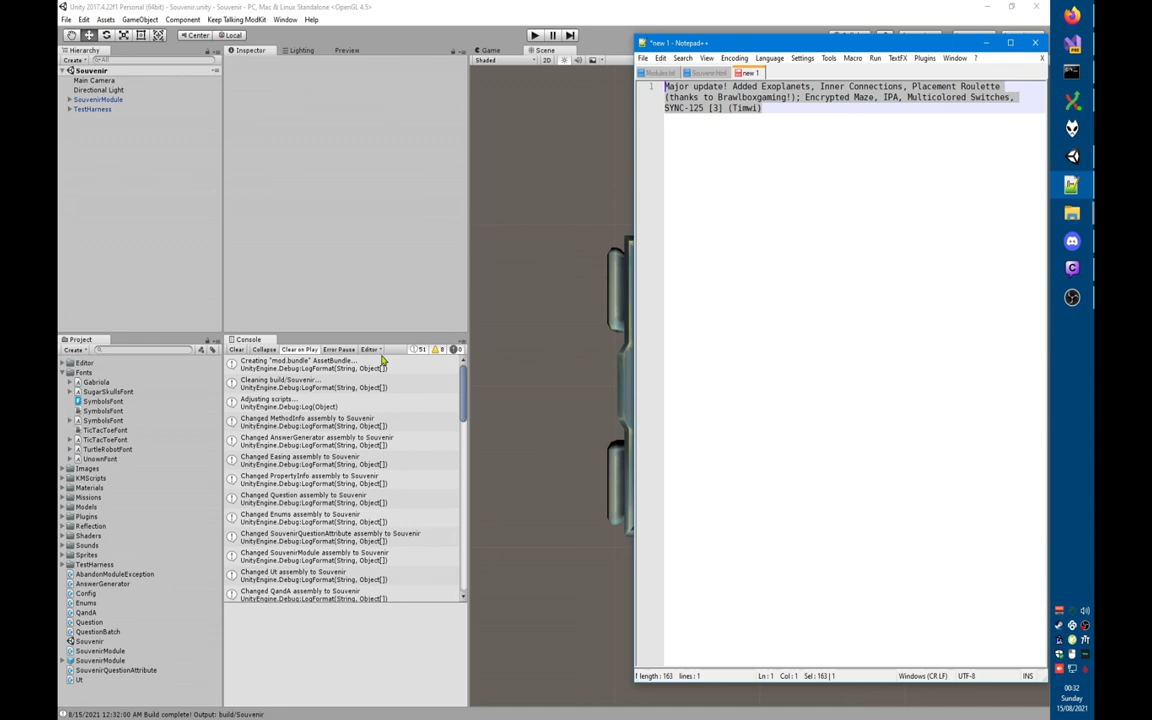 Unity 2017.4.22f1 Personal (64bit) - Souvenir.unity - Souvenir - PC, Mac & Linux Standalone <OpenGL 4.5>
File Edit Assets GameObject Component Keep Talking ModKit Window Help
Center Local
Hierarchy
Create All
Souvenir
Main Camera
Directional Light
SouvenirModule
TestHarness
Inspector Lighting Preview
Game Scene
Shaded 2D
*new 1 - Notepad++
File Edit Search View Encoding Language Settings Tools Macro Run TextFX Plugins Window ? X
Modules.txt Souvenir.html new 1
1 Major update! Added Exoplanets, Inner Connections, Placement Roulette
(thanks to Brawlboxgaming!); Encrypted Maze, IPA, Multicolored Switches,
SYNC-125 [3] (Timwi)
Project
Create
Editor
Fonts
Gabriola
SugarSkullsFont
SymbolsFont
SymbolsFont
SymbolsFont
TicTacToeFont
TicTacToeFont
TurtleRobotFont
UnownFont
Images
KMScripts
Materials
Missions
Models
Plugins
Reflection
Shaders
Sounds
Sprites
TestHarness
AbandonModuleException
AnswerGenerator
Config
Enums
QandA
Question
QuestionBatch
Souvenir
SouvenirModule
SouvenirModule
SouvenirQuestionAttribute
Ut
Console
Clear Collapse Clear on Play Error Pause Editor 51 8 0
Creating "mod.bundle" AssetBundle...
UnityEngine.Debug:LogFormat(String, Object[])
Cleaning build/Souvenir...
UnityEngine.Debug:LogFormat(String, Object[])
Adjusting scripts...
UnityEngine.Debug:Log(Object)
Changed MethodInfo assembly to Souvenir
UnityEngine.Debug:LogFormat(String, Object[])
Changed AnswerGenerator assembly to Souvenir
UnityEngine.Debug:LogFormat(String, Object[])
Changed Easing assembly to Souvenir
UnityEngine.Debug:LogFormat(String, Object[])
Changed PropertyInfo assembly to Souvenir
UnityEngine.Debug:LogFormat(String, Object[])
Changed Question assembly to Souvenir
UnityEngine.Debug:LogFormat(String, Object[])
Changed Enums assembly to Souvenir
UnityEngine.Debug:LogFormat(String, Object[])
Changed SouvenirQuestionAttribute assembly to Souvenir
UnityEngine.Debug:LogFormat(String, Object[])
Changed SouvenirModule assembly to Souvenir
UnityEngine.Debug:LogFormat(String, Object[])
Changed Ut assembly to Souvenir
UnityEngine.Debug:LogFormat(String, Object[])
Changed QandA assembly to Souvenir
UnityEngine.Debug:LogFormat(String, Object[])
length : 163 lines : 1 Ln : 1 Col : 1 Sel : 163 | 1 Windows (CR LF) UTF-8 INS
8/15/2021 12:32:00 AM Build complete! Output: build/Souvenir
00:32
Sunday
15/08/2021